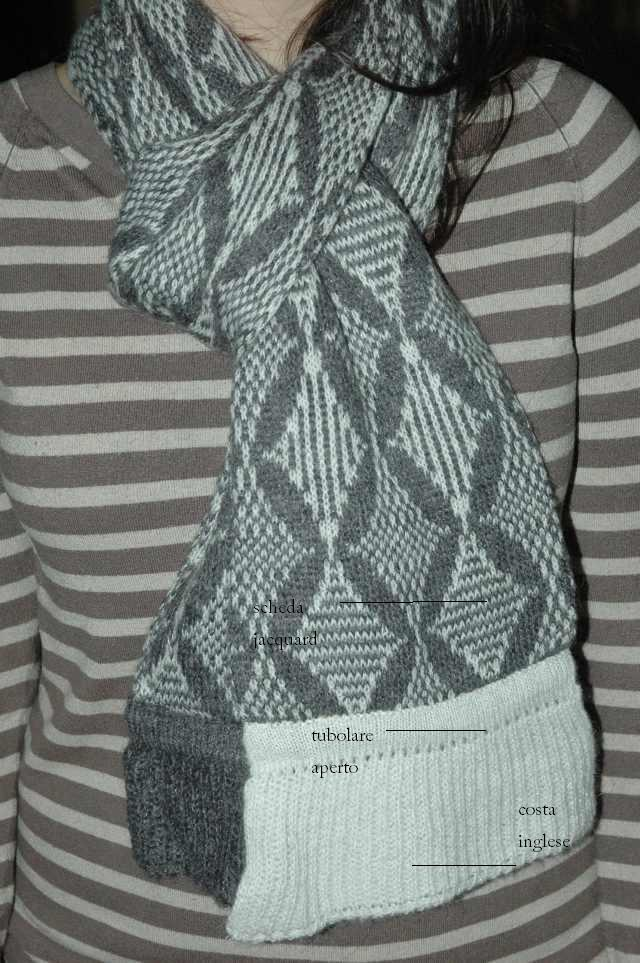 scheda
jacquard
tubolare
aperto
costa
inglese